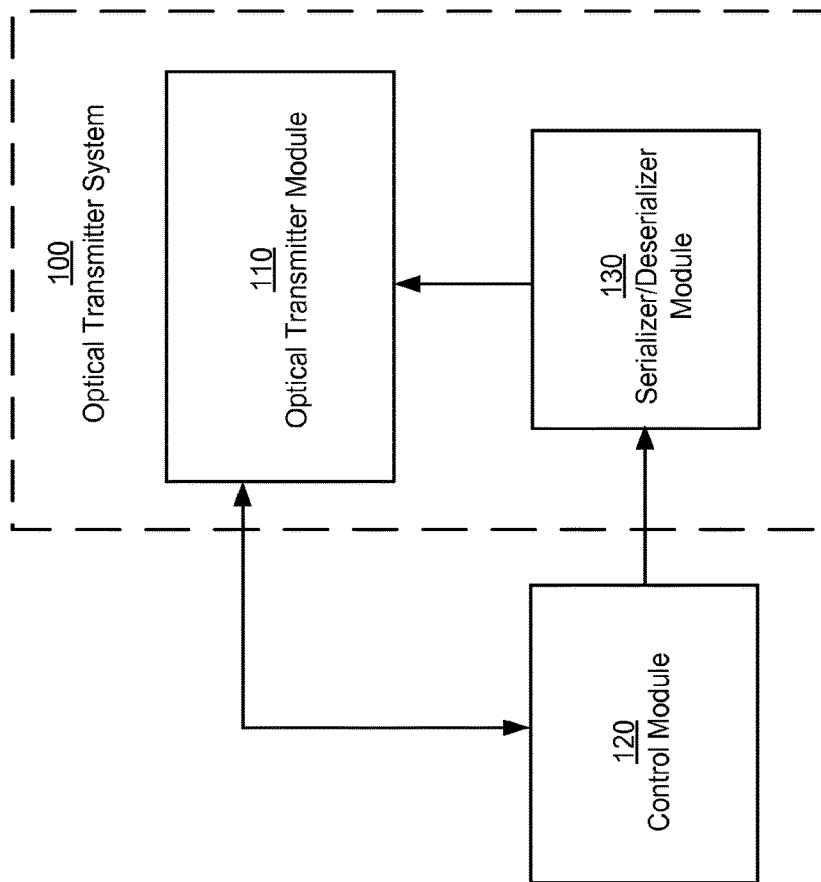 100
Optical Transmitter System
110
Optical Transmitter Module
120
Control Module
130
Serializer/Deserializer
Module